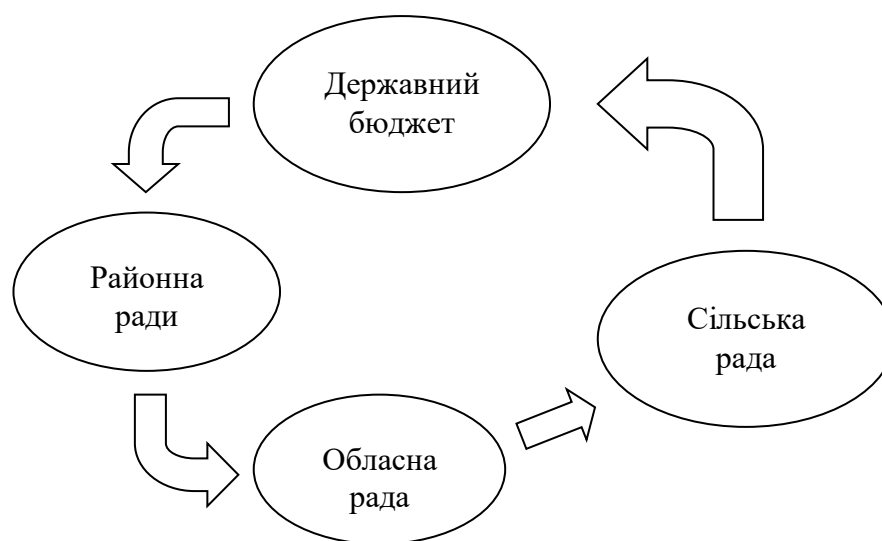 Державний
бюджет
Районна
ради
Сільська
рада
Обласна
рада